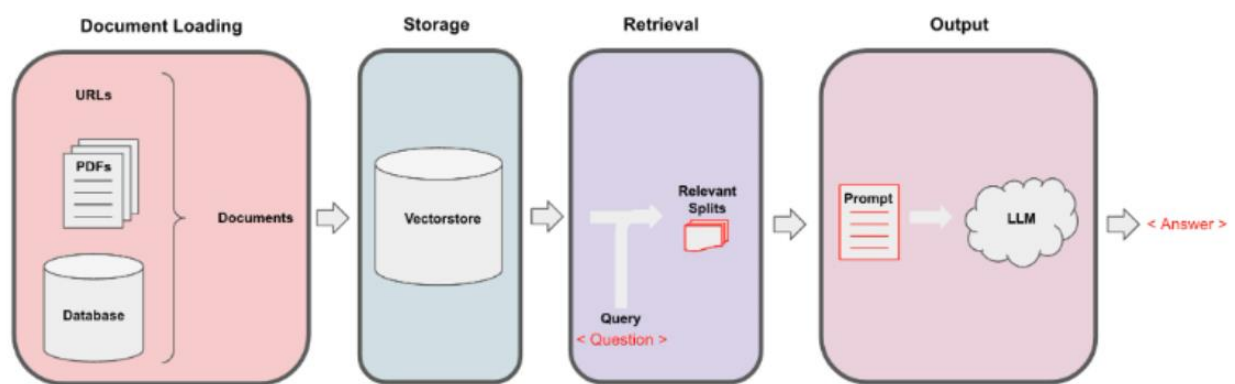 Document Loading
Storage
Retrieval
Output
URLs
PDFs
Documents
Database
Vectorstore
Relevant
Splits
Query
< Question >
Prompt
LLM
< Answer >